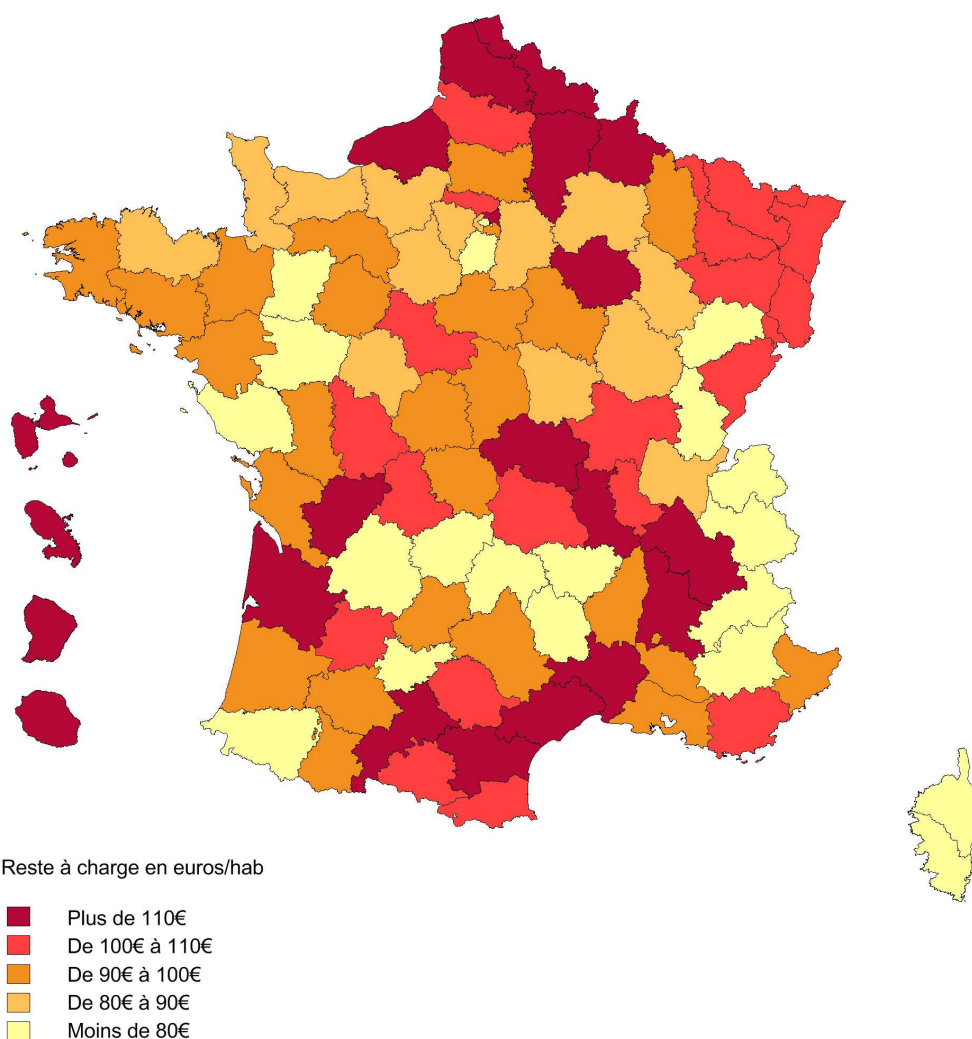 Reste à charge en euros/hab
Plus de 110€
De 100€ à 110€
De 90€ à 100€
De 80€ à 90€
Moins de 80€